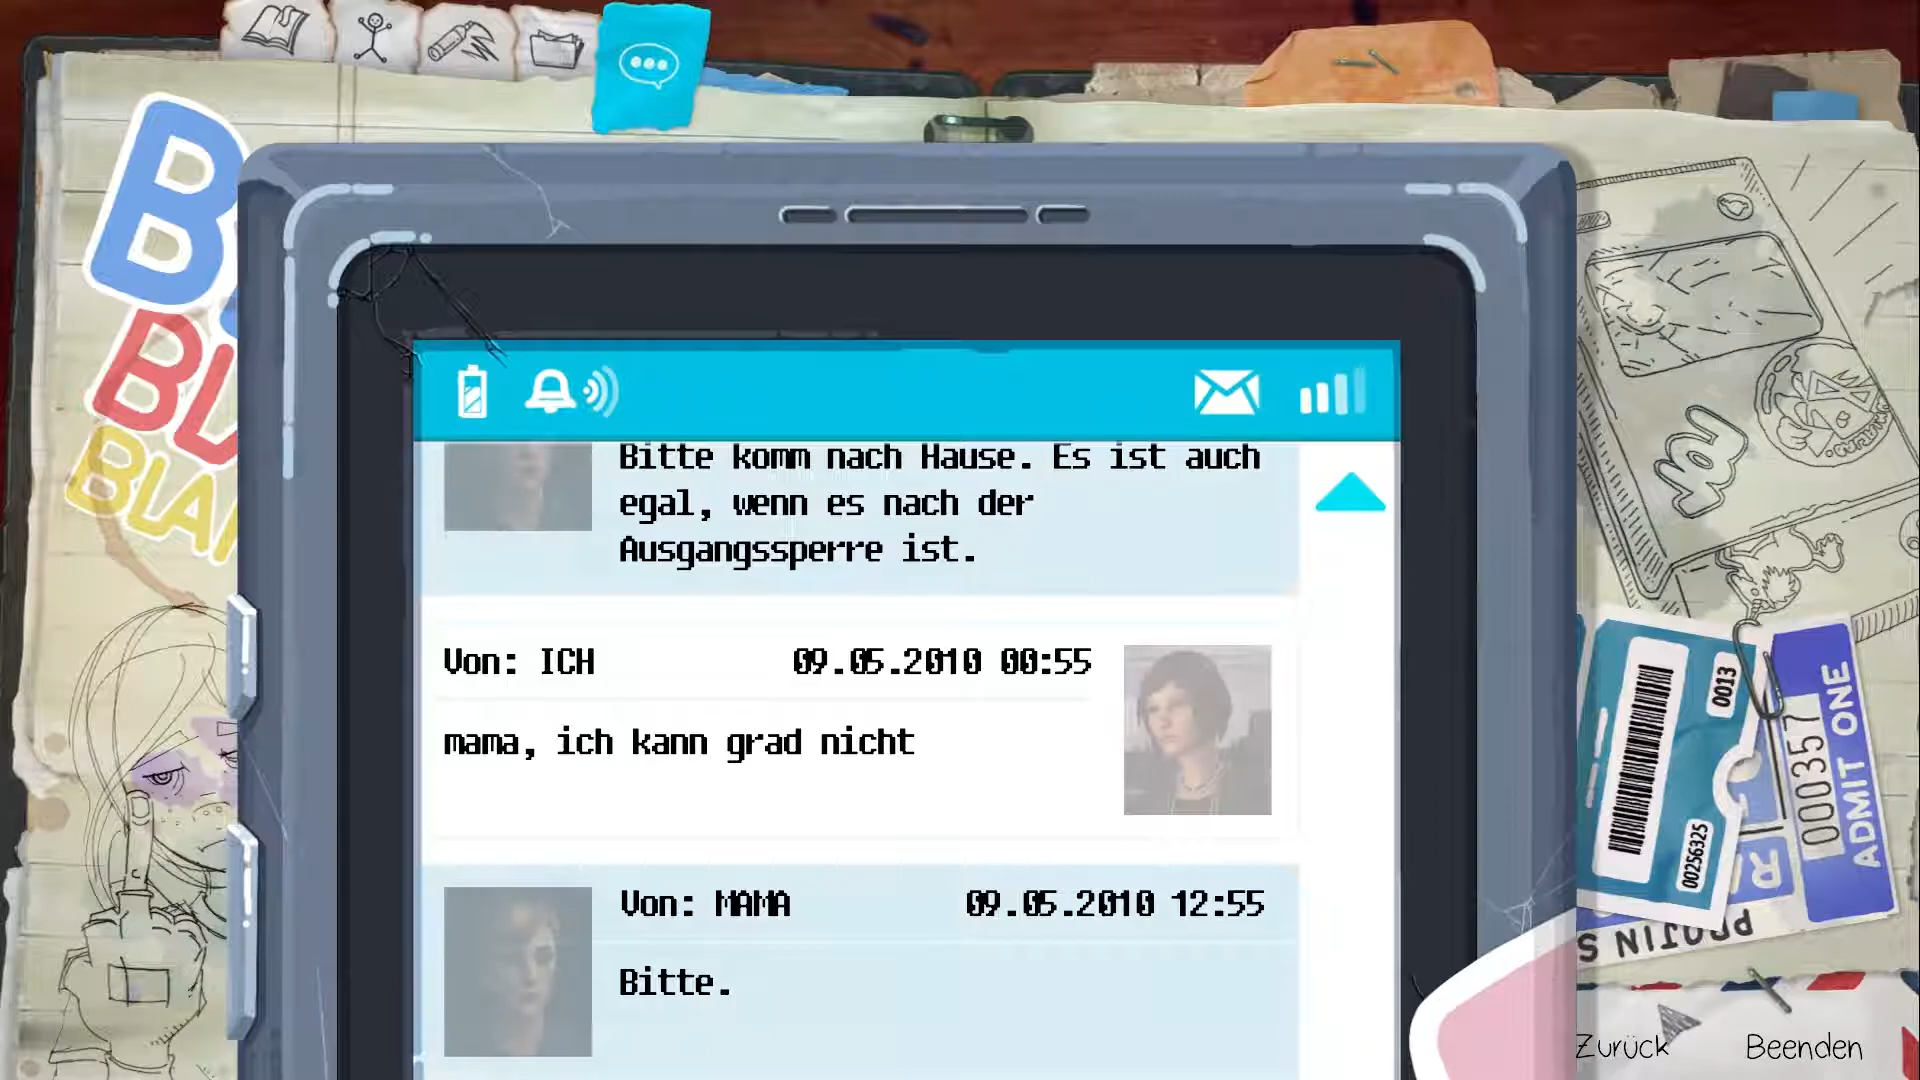 Bitte komm nach Hause. Es ist auch
egal, wenn es nach der
Ausgangssperre ist.
Von: ICH 09.05.2010 00:55
mama, ich kann grad nicht
Von: MAMA 09.05.2010 12:55
Bitte.
0013
00256325
000357
ADMIT ONE
Zurück
Beenden